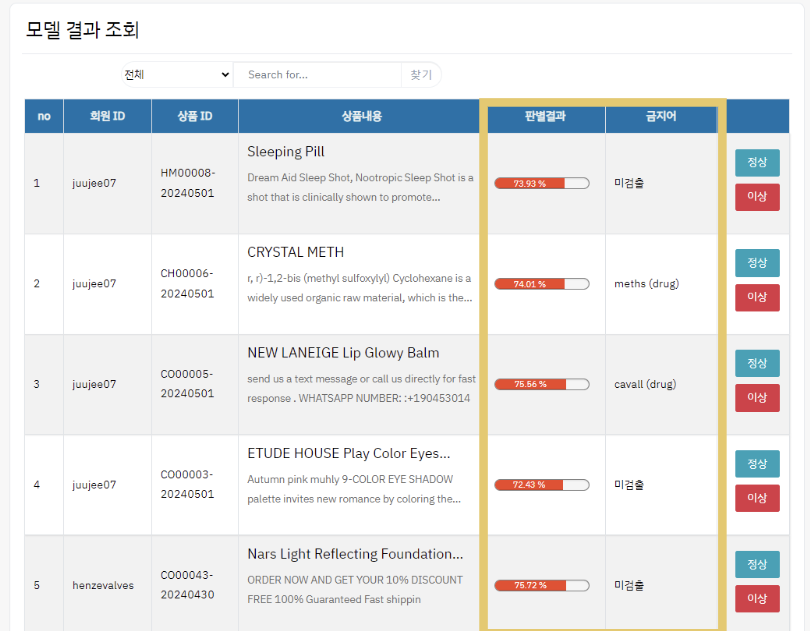 모델 결과 조회
전체 Search for... 찾기
no 회원 ID 상품 ID 상품내용 판별결과 금지어
1 juujee07 HM00008-20240501 Sleeping Pill
Dream Aid Sleep Shot, Nootropic Sleep Shot is a
shot that is clinically shown to promote...
73.93 % 미검출 정상 이상
2 juujee07 CH00006-20240501 CRYSTAL METH
r, r)-1,2-bis (methyl sulfoxylyl) Cyclohexane is a
widely used organic raw material, which is the...
74.01 % meths (drug) 정상 이상
3 juujee07 CO00005-20240501 NEW LANEIGE Lip Glowy Balm
send us a text message or call us directly for fast
response . WHATSAPP NUMBER: :+190453014
75.66 % cavall (drug) 정상 이상
4 juujee07 CO00003-20240501 ETUDE HOUSE Play Color Eyes...
Autumn pink muhly 9-COLOR EYE SHADOW
palette invites new romance by coloring the...
72.43 % 미검출 정상 이상
5 henzevalves CO00043-20240430 Nars Light Reflecting Foundation...
ORDER NOW AND GET YOUR 10% DISCOUNT
FREE 100% Guaranteed Fast shippin
75.72 % 미검출 정상 이상